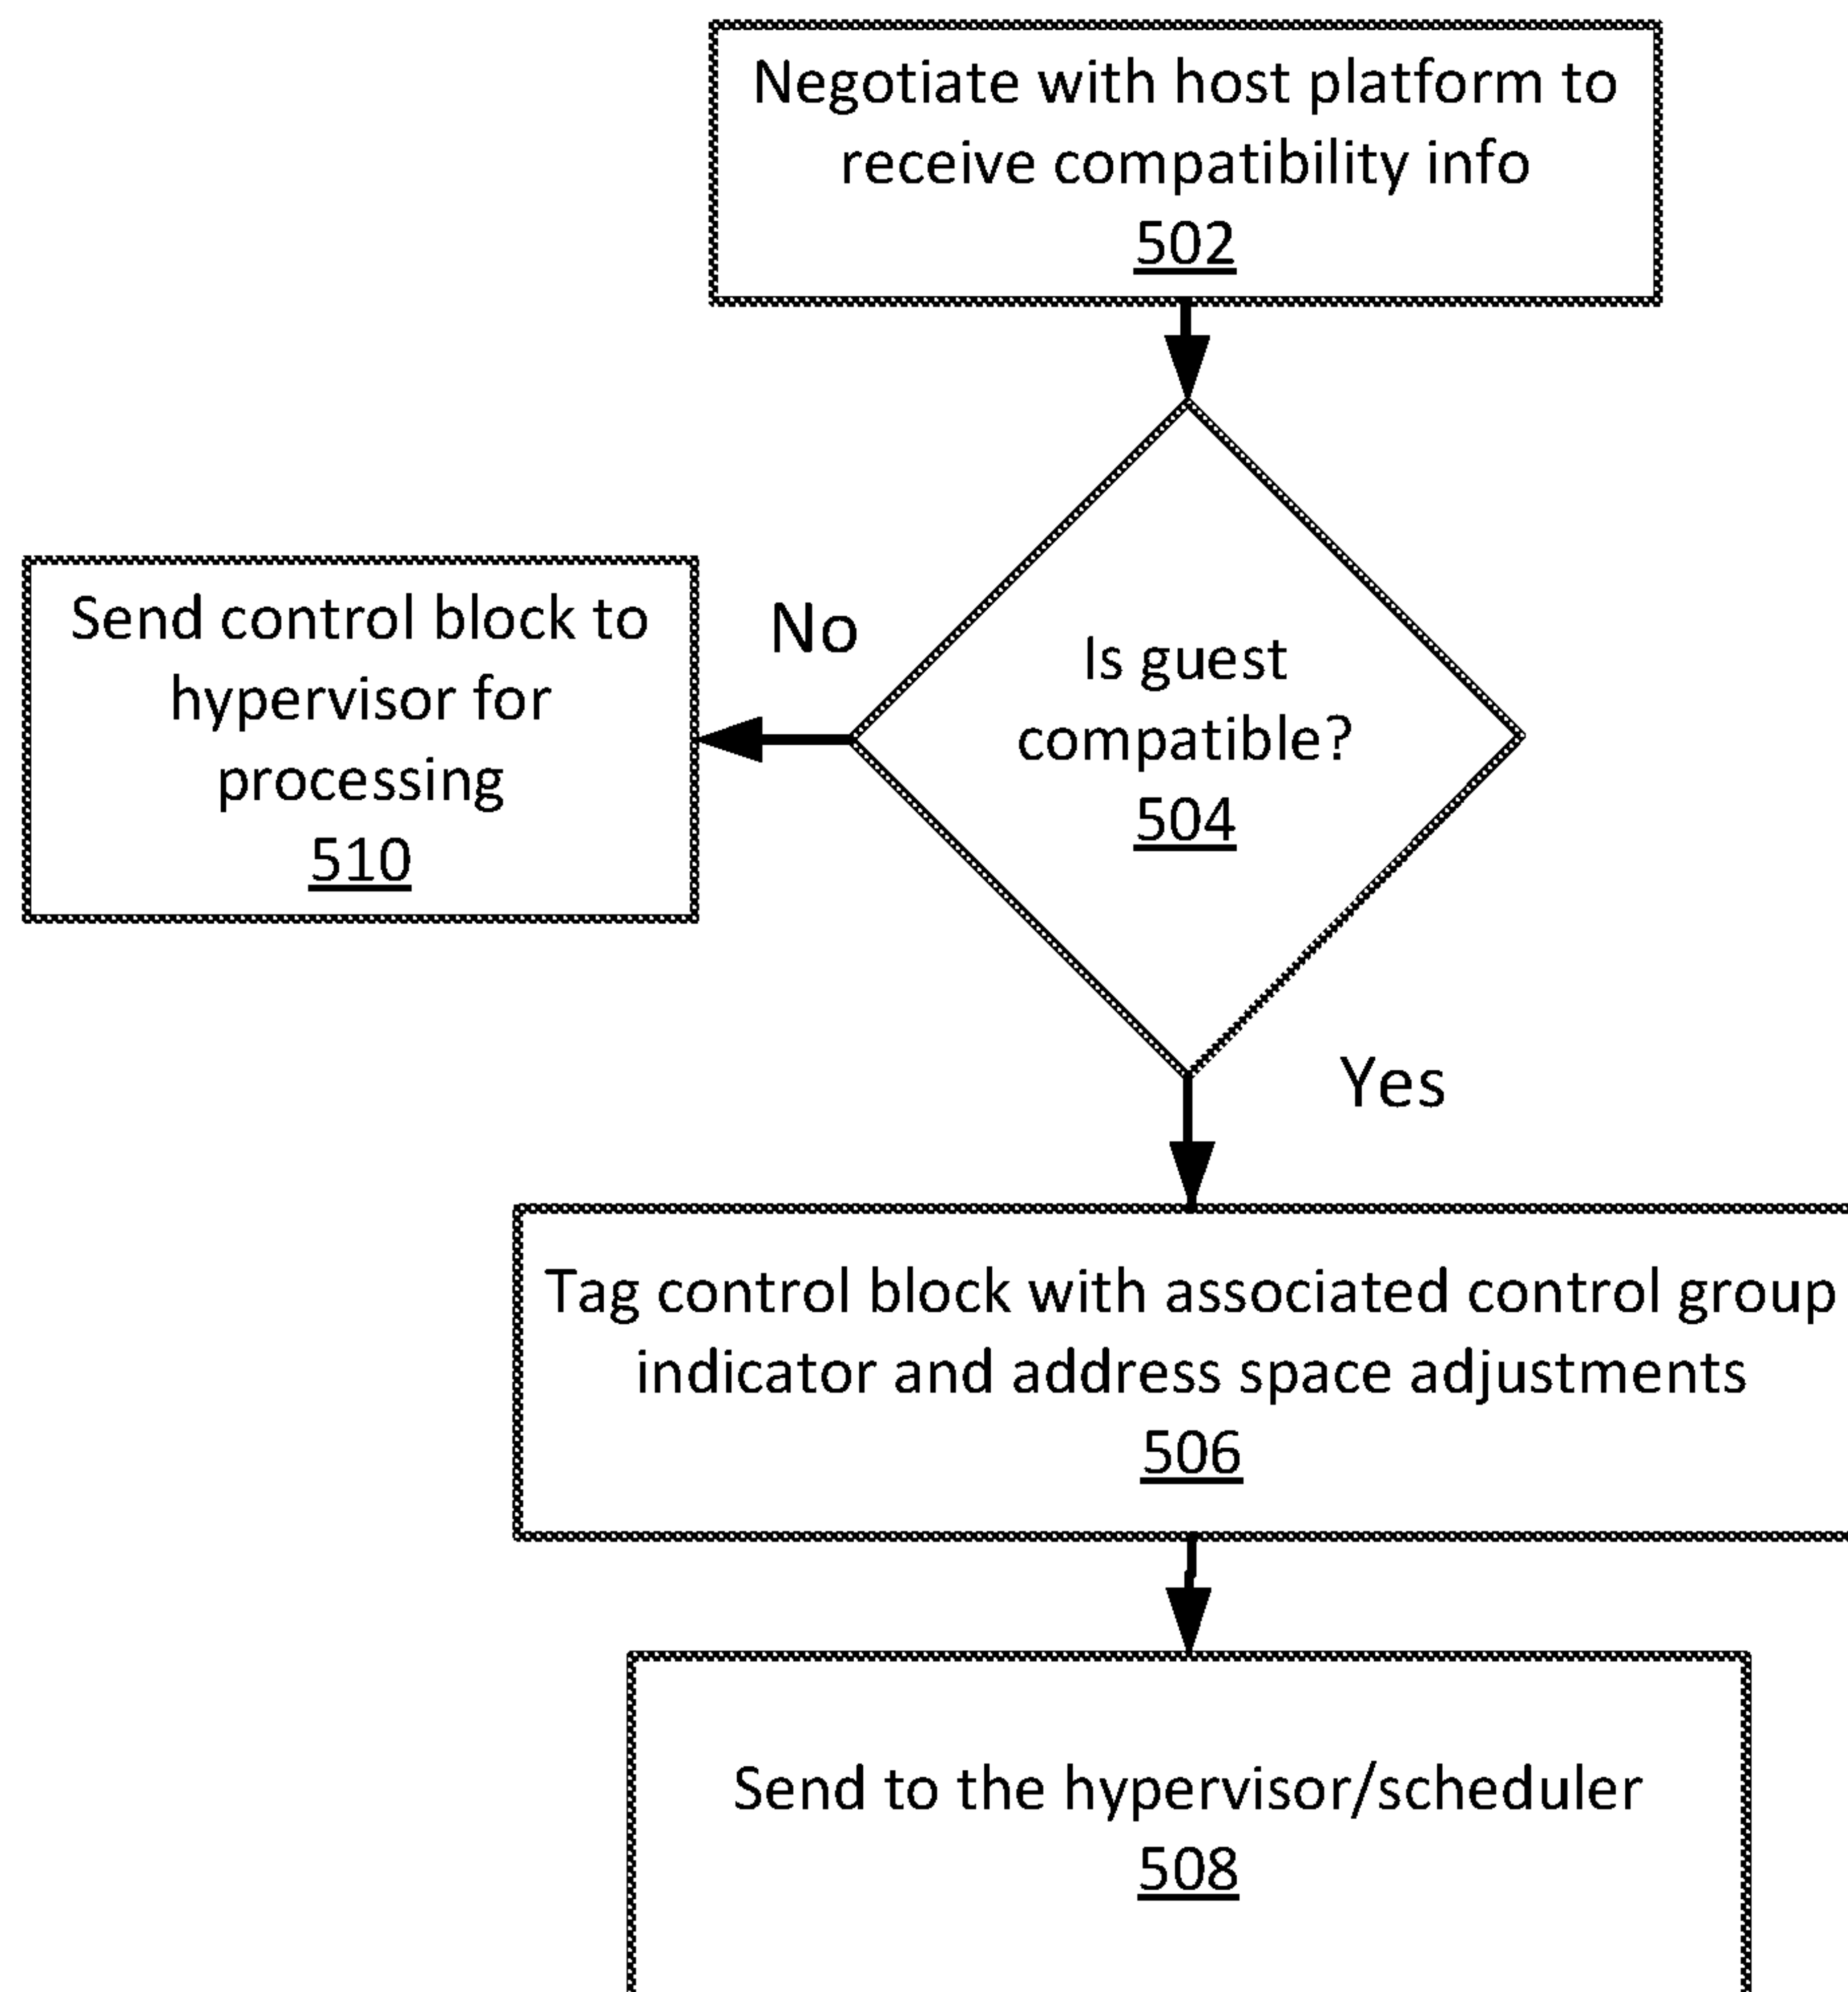 Negotiate with host platform to
receive compatibility info
502
Send control block to
hypervisor for
processing
510
No
Is guest
compatible?
504
Yes
Tag control block with associated control group
indicator and address space adjustments
506
Send to the hypervisor/scheduler
508